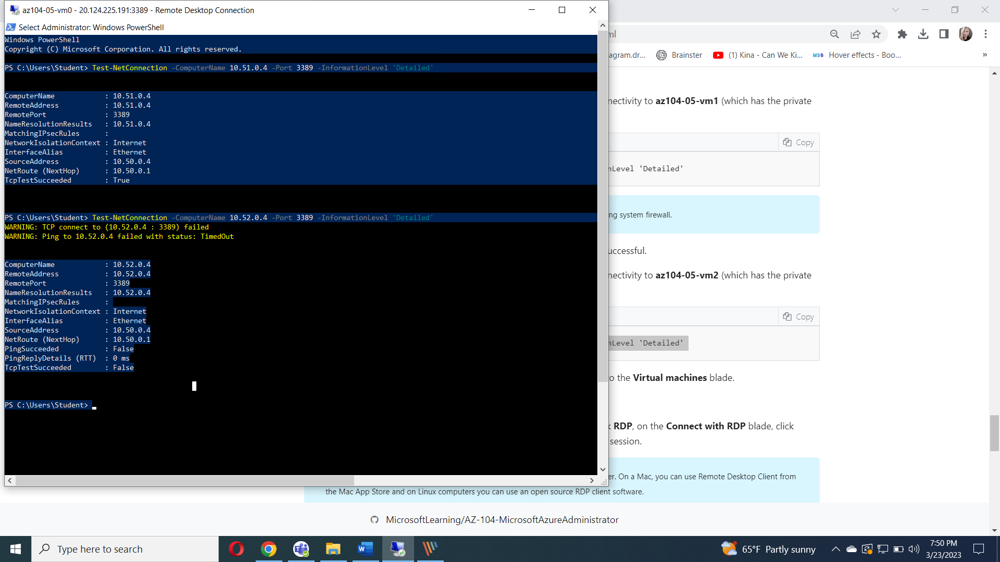 az104-05-vm0 - 20.124.225.191:3389 - Remote Desktop Connection
Select Administrator: Windows PowerShell
Windows PowerShell
Copyright (C) Microsoft Corporation. All rights reserved.
PS C:\Users\Student> Test-NetConnection -ComputerName 10.51.0.4 -Port 3389 -InformationLevel 'Detailed'
ComputerName : 10.51.0.4
RemoteAddress : 10.51.0.4
RemotePort : 3389
NameResolutionResults : 10.51.0.4
MatchingIPsecRules :
NetworkIsolationContext : Internet
InterfaceAlias : Ethernet
SourceAddress : 10.50.0.4
NetRoute (NextHop) : 10.50.0.1
TcpTestSucceeded : True
PS C:\Users\Student> Test-NetConnection -ComputerName 10.52.0.4 -Port 3389 -InformationLevel 'Detailed'
WARNING: TCP connect to (10.52.0.4 : 3389) failed
WARNING: Ping to 10.52.0.4 failed with status: TimedOut
ComputerName : 10.52.0.4
RemoteAddress : 10.52.0.4
RemotePort : 3389
NameResolutionResults : 10.52.0.4
MatchingIPsecRules :
NetworkIsolationContext : Internet
InterfaceAlias : Ethernet
SourceAddress : 10.50.0.4
NetRoute (NextHop) : 10.50.0.1
PingSucceeded : False
PingReplyDetails (RTT) : 0 ms
TcpTestSucceeded : False
PS C:\Users\Student>
ml
agram.dr...
Brainster
(1) Kina - Can We Ki...
MDB Hover effects - Boo...
»
nectivity to az104-05-vm1 (which has the private
Copy
nLevel 'Detailed'
ng system firewall.
uccessful.
nectivity to az104-05-vm2 (which has the private
Copy
nLevel 'Detailed'
o the Virtual machines blade.
k RDP, on the Connect with RDP blade, click
session.
er. On a Mac, you can use Remote Desktop Client from
the Mac App Store and on Linux computers you can use an open source RDP client software.
MicrosoftLearning/AZ-104-MicrosoftAzureAdministrator
Type here to search
65°F Partly sunny
7:50 PM
3/23/2023